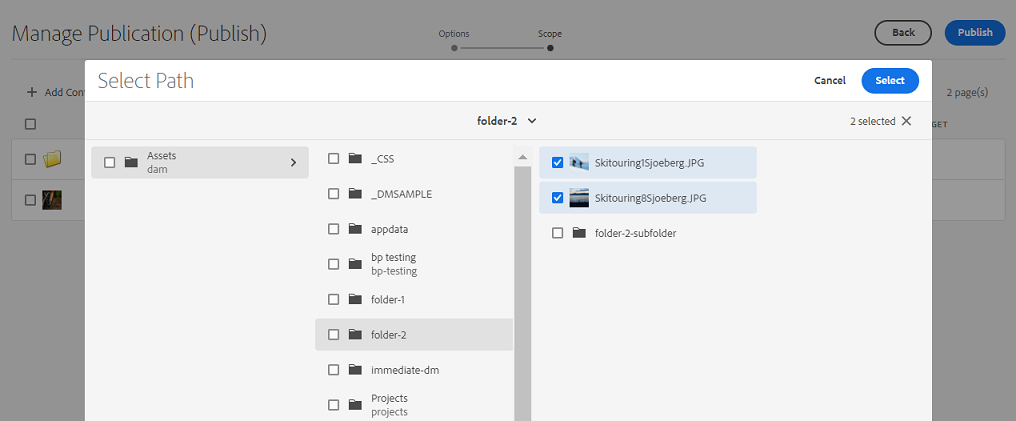 Manage Publication (Publish)
Options
Scope
Back
Publish
Select Path
Cancel
Select
Add Con
2 page(s)
folder-2
2 selected
GET
Assets
dam
_CSS
_DMSAMPLE
appdata
bp testing
bp-testing
folder-1
folder-2
immediate-dm
Projects
projects
Skitouring1Sjoeberg.JPG
Skitouring8Sjoeberg.JPG
folder-2-subfolder